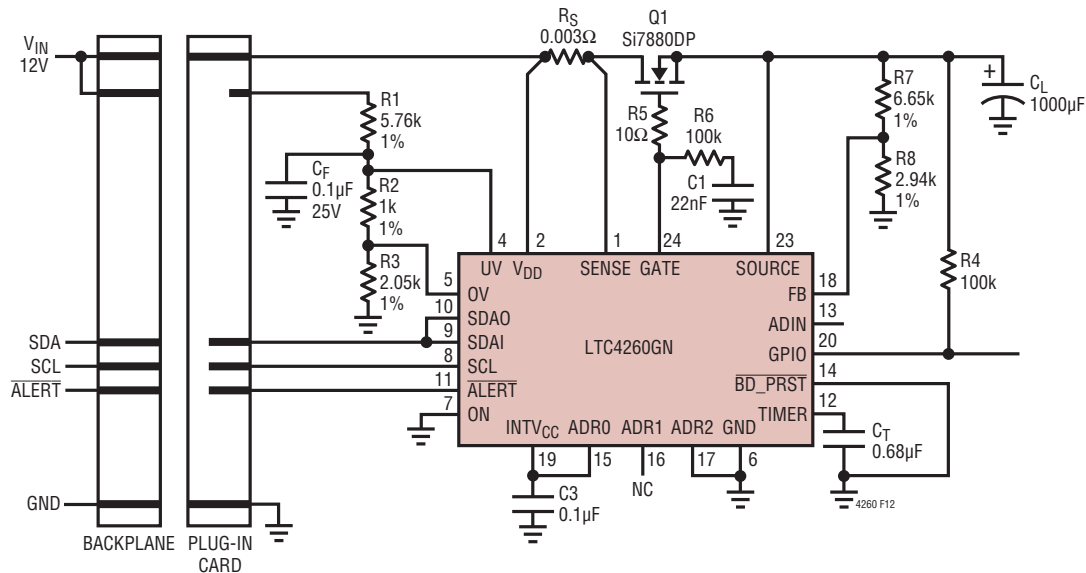 VIN
12V
BACKPLANE
PLUG-IN
CARD
SDA
SCL
ALERT
GND
RS
0.003Ω
Q1
Si7880DP
R1
5.76k
1%
CF
0.1µF
25V
R2
1k
1%
R3
2.05k
1%
R5
10Ω
R6
100k
C1
22nF
R7
6.65k
1%
R8
2.94k
1%
R4
100k
+
CL
1000µF
4
2
1
24
23
UV
VDD
SENSE
GATE
SOURCE
5
OV
10
SDAO
9
SDAI
8
SCL
11
ALERT
7
ON
LTC4260GN
18
FB
13
ADIN
20
GPIO
14
BD_PRST
12
TIMER
INTVCC
ADR0
ADR1
ADR2
GND
19
15
16
17
6
NC
C3
0.1µF
CT
0.68µF
4260 F12